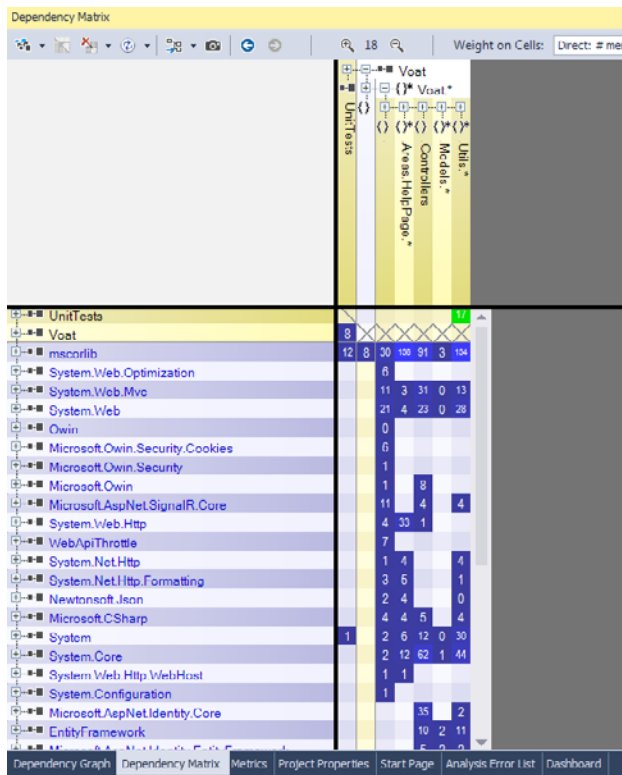 Dependency Matrix
18 Weight on Cells: Direct: # me
Voat
{}* Voat.*
{} {} {}* {} {}* {}*
UnitTests
Areas.HelpPage.*
Controllers
Models.*
Utils.*
UnitTests 17
Voat 8
mscorlib 12 8 30 108 91 3 104
System.Web.Optimization 6
System.Web.Mvc 11 3 31 0 13
System.Web 21 4 23 0 28
Owin 0
Microsoft.Owin.Security.Cookies 6
Microsoft.Owin.Security 1
Microsoft.Owin 1 8
Microsoft.AspNet.SignalR.Core 11 4 4
System.Web.Http 4 33 1
WebApiThrottle 7
System.Net.Http 1 4 4
System.Net.Http.Formatting 3 5 1
Newtonsoft.Json 2 4 0
Microsoft.CSharp 4 4 5 4
System 1 2 6 12 0 30
System.Core 2 12 62 1 44
System.Web.Http.WebHost 1 1
System.Configuration 1
Microsoft.AspNet.Identity.Core 35 2
EntityFramework 10 2 11
Dependency Graph Dependency Matrix Metrics Project Properties Start Page Analysis Error List Dashboard